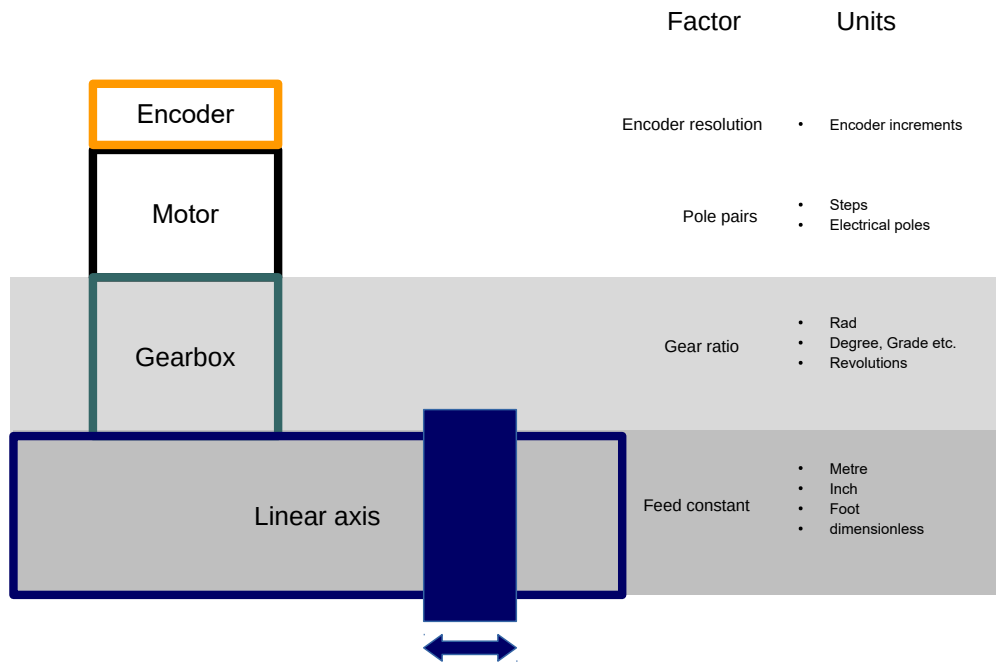 Factor Units
Encoder
Encoder resolution • Encoder increments
Motor
Pole pairs
• Steps
• Electrical poles
Gearbox
Gear ratio
• Rad
• Degree, Grade etc.
• Revolutions
Linear axis
Feed constant
• Metre
• Inch
• Foot
• dimensionless